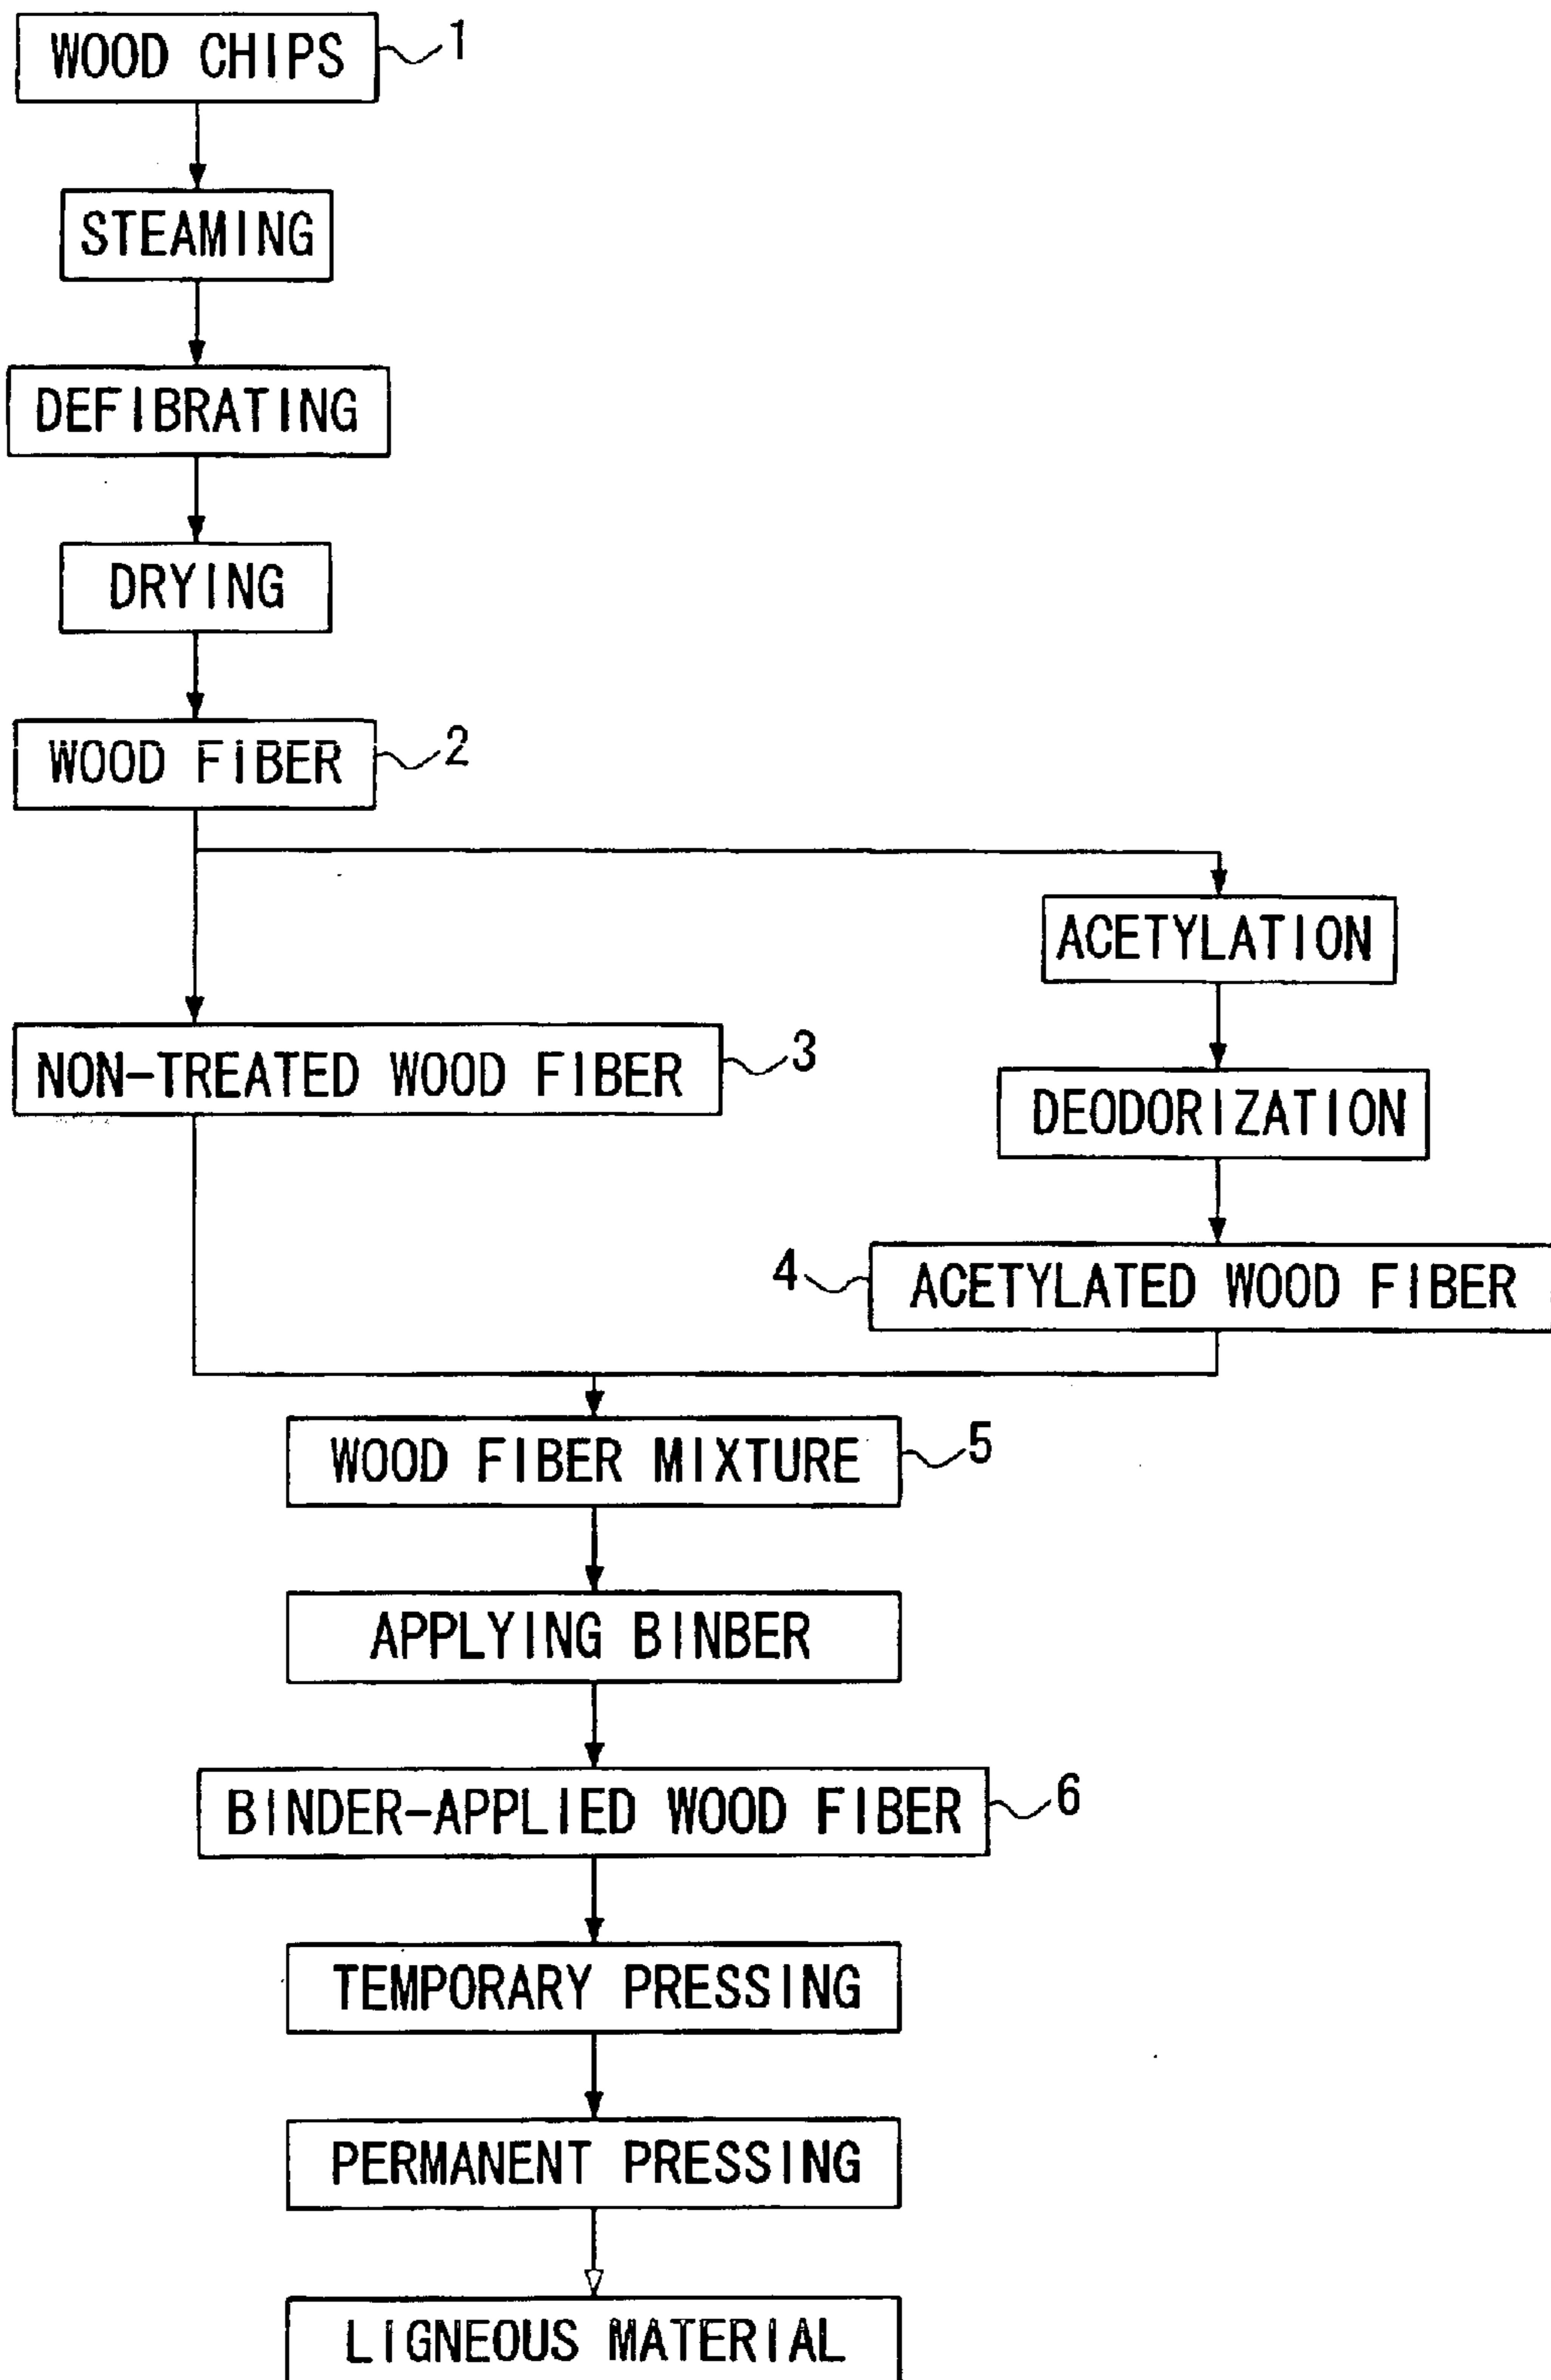 WOOD CHIPS 1
STEAMING
DEFIBRATING
DRYING
WOOD FIBER 2
ACETYLATION
NON-TREATED WOOD FIBER 3
DEODORIZATION
4 ACETYLATED WOOD FIBER
WOOD FIBER MIXTURE 5
APPLYING BINBER
BINDER-APPLIED WOOD FIBER 6
TEMPORARY PRESSING
PERMANENT PRESSING
LIGNEOUS MATERIAL